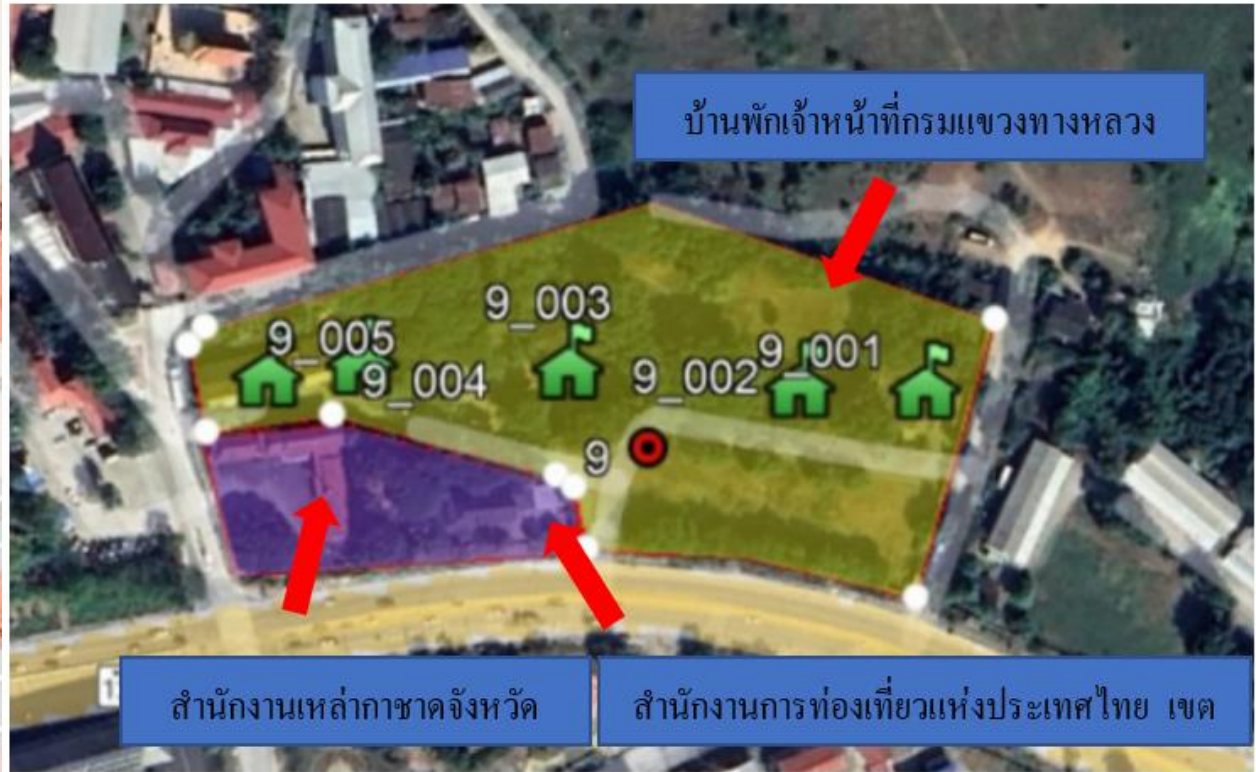 บ้านพักเจ้าหน้าที่กรมแขวงทางหลวง
9_003
9_005
9_001
9_004
9_002
9
สำนักงานเหล่ากาชาดจังหวัด
สำนักงานการท่องเที่ยวแห่งประเทศไทย เขต